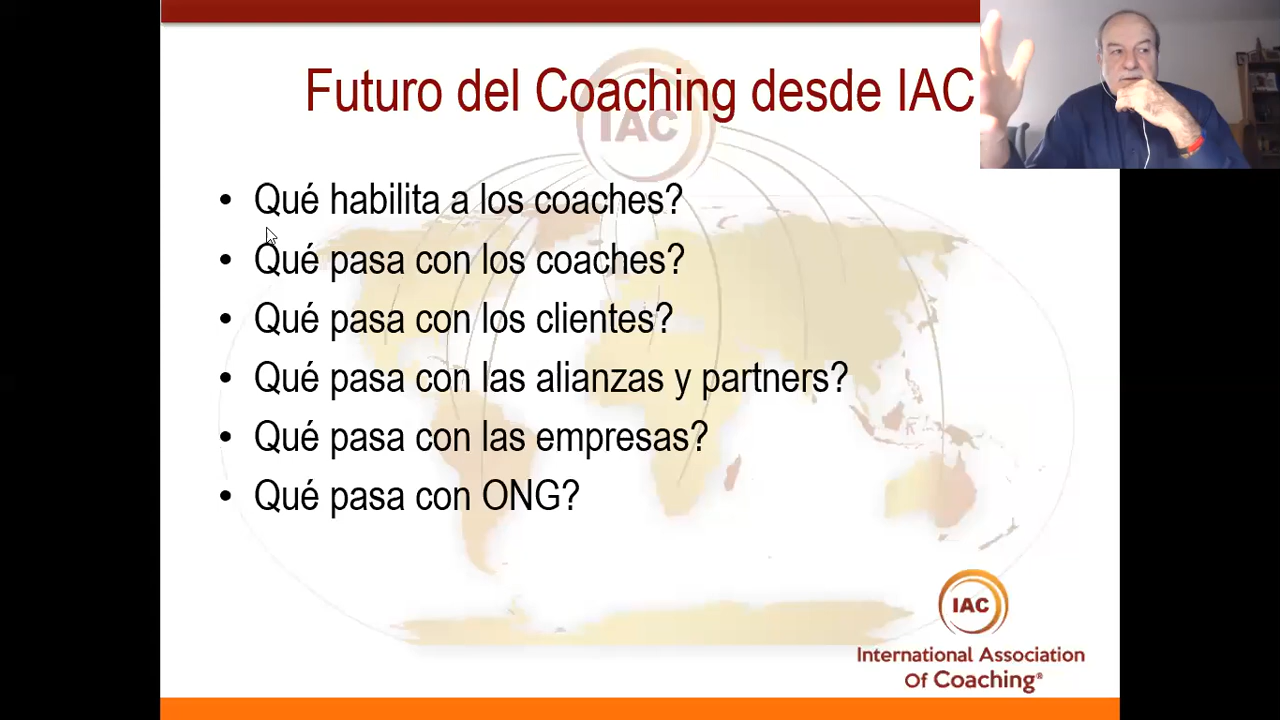 Futuro del Coaching desde IAC
IAC
• Qué habilita a los coaches?
• Qué pasa con los coaches?
• Qué pasa con los clientes?
• Qué pasa con las alianzas y partners?
• Qué pasa con las empresas?
• Qué pasa con ONG?
IAC
International Association
Of Coaching®